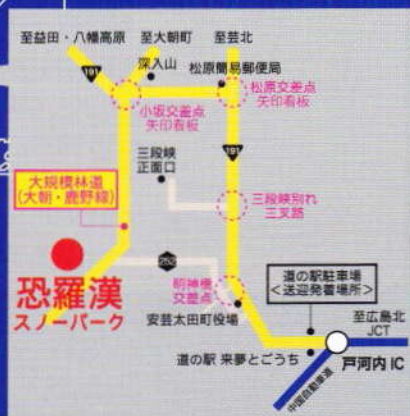 至益田・八幡高原
至大朝町
至芸北
深入山
松原簡易郵便局
191
松原交差点
矢印看板
小坂交差点
矢印看板
三段峡
正面口
191
大規模林道
(大朝・鹿野線)
三段峡別れ
三叉路
252
恐羅漢
スノーパーク
明神橋
交差点
道の駅駐車場
<送迎発着場所>
安芸太田町役場
至広島北
JCT
道の駅 来夢とごうち
戸河内IC
中国自動車道